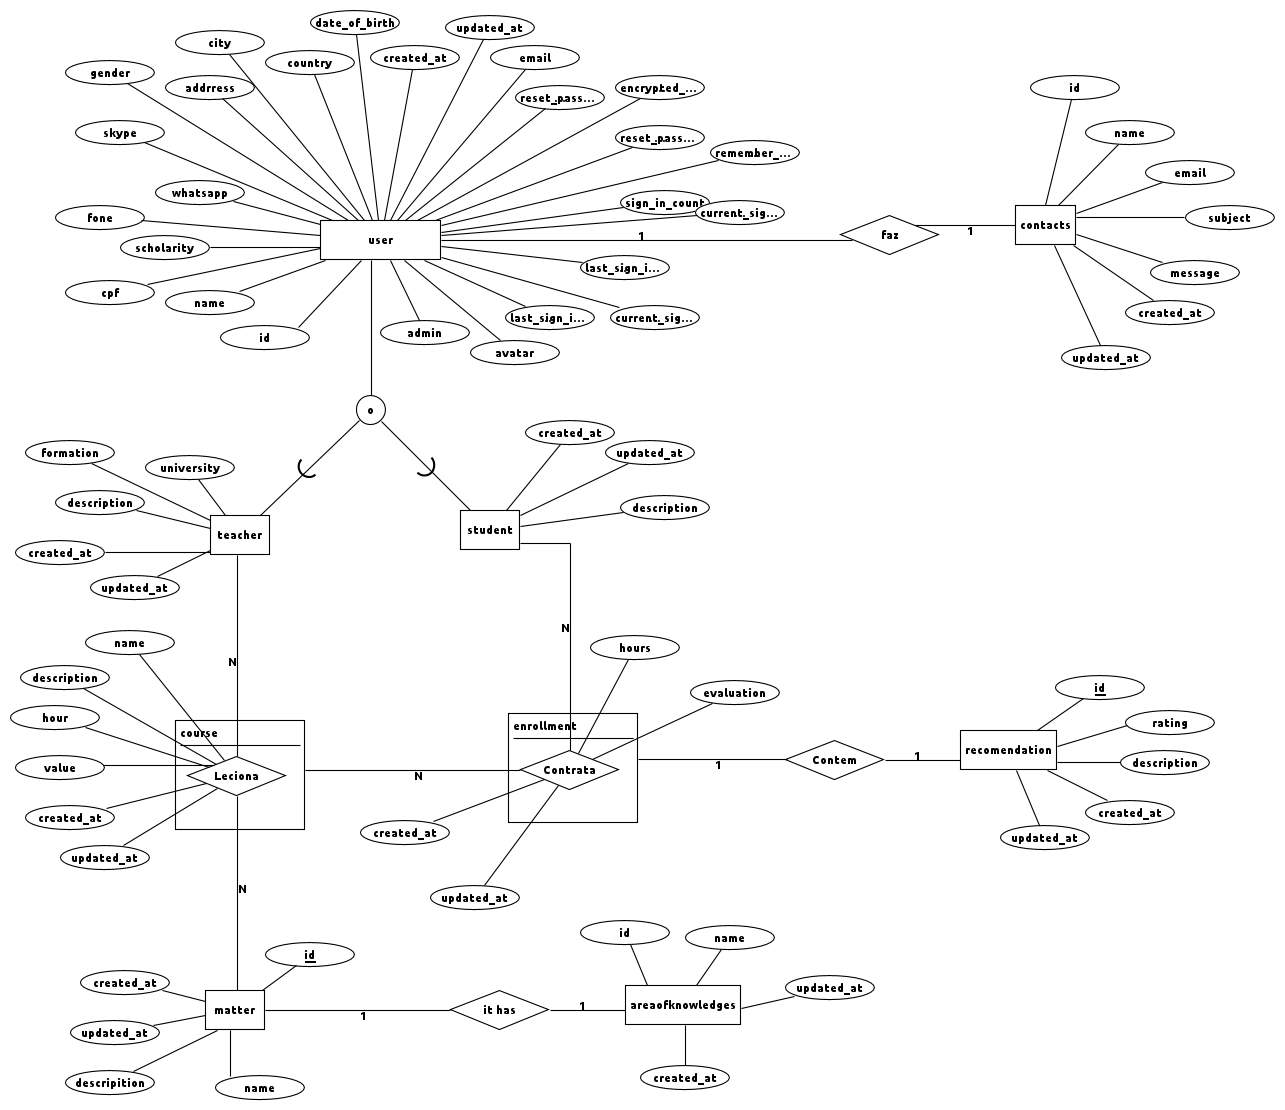 date_of_birth
updated_at
city
country
created_at
email
gender
addrress
reset_pass...
encrypted_...
id
skype
reset_pass...
name
remember_...
email
whatsapp
sign_in_count
current_sig...
fone
subject
scholarity
user
1
faz
1
contacts
last_sign_i...
message
cpf
name
last_sign_i...
current_sig...
created_at
id
admin
avatar
updated_at
o
formation
university
created_at
updated_at
description
description
teacher
student
created_at
updated_at
N
name
hours
N
description
evaluation
id
hour
course
enrollment
rating
value
Leciona
N
Contrata
1
Contem
1
recomendation
description
created_at
created_at
created_at
updated_at
updated_at
updated_at
N
id
id
name
created_at
updated_at
matter
1
it has
1
areaofknowledges
updated_at
descripition
name
created_at